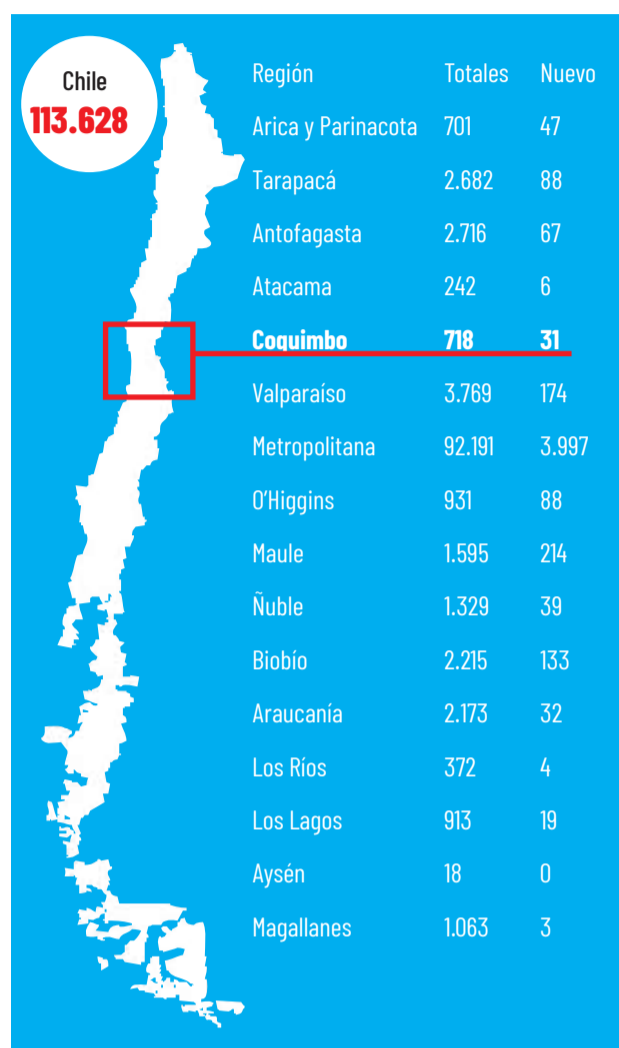 Chile
113.628
Región Totales Nuevo
Arica y Parinacota 701 47
Tarapacá 2.682 88
Antofagasta 2.716 67
Atacama 242 6
Coquimbo 718 31
Valparaíso 3.769 174
Metropolitana 92.191 3.997
O’Higgins 931 88
Maule 1.595 214
Ñuble 1.329 39
Biobío 2.215 133
Araucanía 2.173 32
Los Ríos 372 4
Los Lagos 913 19
Aysén 18 0
Magallanes 1.063 3